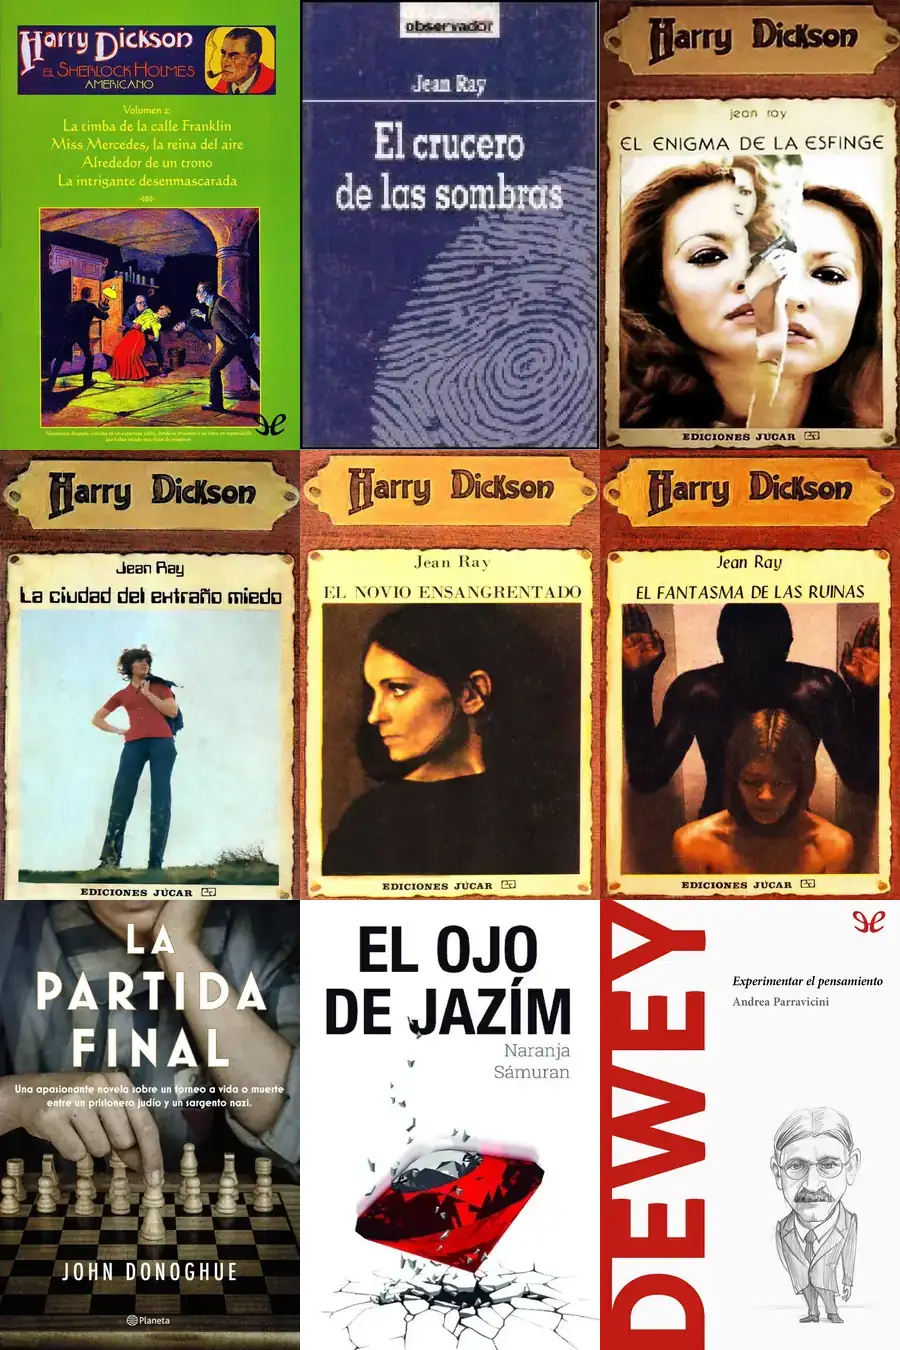 Harry Dickson
EL SHERLOCK HOLMES
AMERICANO
Volumen 2:
La timba de la calle Franklin
Miss Mercedes, la reina del aire
Alrededor de un trono
La intrigante desenmascarada
observador
Jean Ray
El crucero
de las sombras
Harry Dickson
jean ray
EL ENIGMA DE LA ESFINGE
EDICIONES JUCAR
Harry Dickson
Jean Ray
La ciudad del extraño miedo
EDICIONES JÚCAR
Harry Dickson
Jean Ray
EL NOVIO ENSANGRENTADO
EDICIONES JÚCAR
Harry Dickson
Jean Ray
EL FANTASMA DE LAS RUINAS
EDICIONES JÚCAR
LA
PARTIDA
FINAL
Una apasionante novela sobre un torneo a vida o muerte
entre un prisionero judío y un sargento nazi.
JOHN DONOGHUE
Planeta
EL OJO
DE JAZÍM
Naranja
Sámuran
DEWEY
Experimentar el pensamiento
Andrea Parravicini